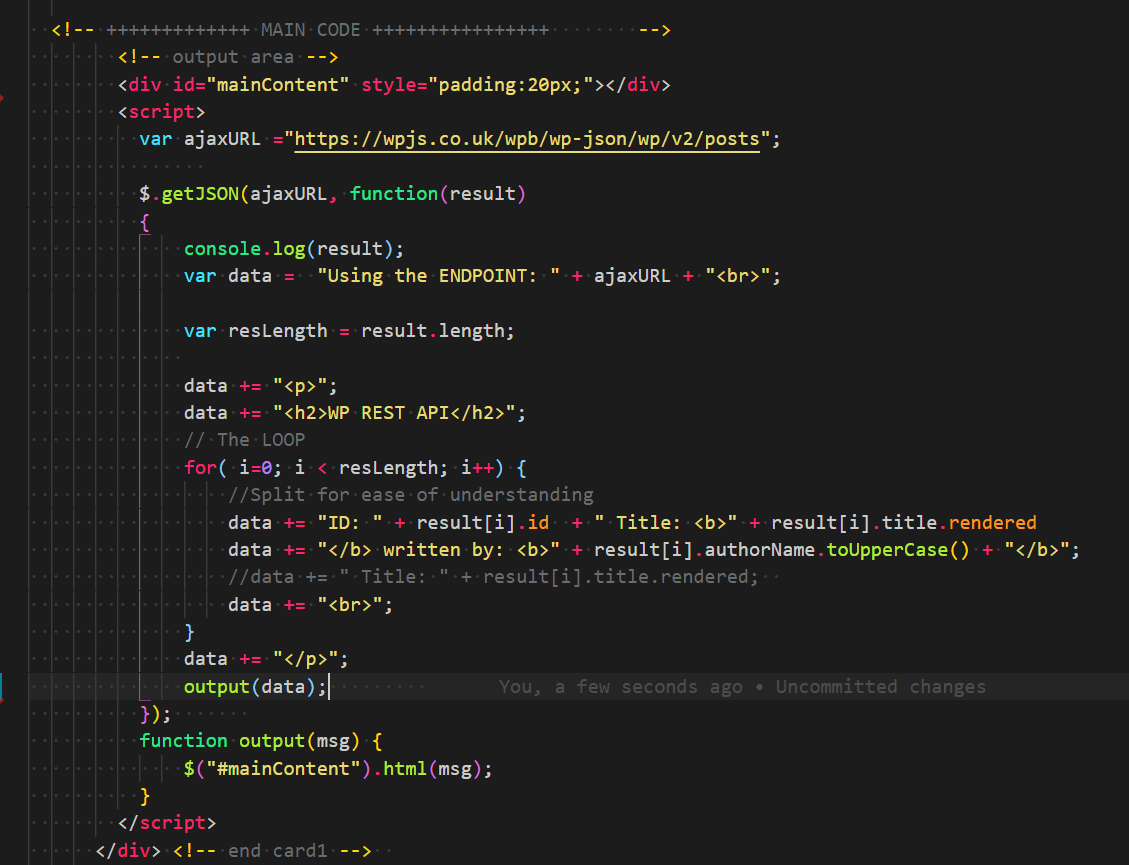 <!-- +++++++++++++ MAIN CODE ++++++++++++++++ -->
<!-- output area -->
<div id="mainContent" style="padding:20px;"></div>
<script>
var ajaxURL ="https://wpjs.co.uk/wpb/wp-json/wp/v2/posts";
$.getJSON(ajaxURL, function(result)
{
console.log(result);
var data =  "Using the ENDPOINT: " + ajaxURL + "<br>";
var resLength = result.length;
data += "<p>";
data += "<h2>WP REST API</h2>";
// The LOOP
for( i=0; i < resLength; i++) {
//Split for ease of understanding
data += "ID: " + result[i].id  + " Title: <b>" + result[i].title.rendered
data += "</b> written by: <b>" + result[i].authorName.toUpperCase() + "</b>";
//data += " Title: " + result[i].title.rendered;
data += "<br>";
}
data += "</p>";
output(data);    You, a few seconds ago • Uncommitted changes
});
function output(msg) {
$("#mainContent").html(msg);
}
</script>
</div> <!-- end card1 -->